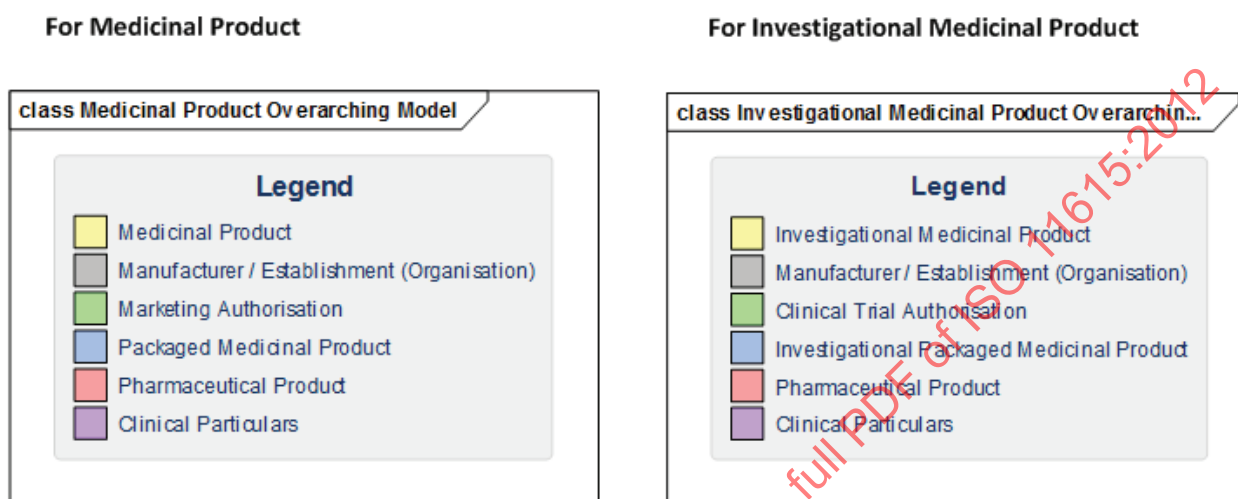 For Medicinal Product
class Medicinal Product Overarching Model
Legend
Medicinal Product
Manufacturer / Establishment (Organisation)
Marketing Authorisation
Packaged Medicinal Product
Pharmaceutical Product
Clinical Particulars
For Investigational Medicinal Product
class Investigational Medicinal Product Overarchin...
Legend
Investigational Medicinal Product
Manufacturer / Establishment (Organisation)
Clinical Trial Authorisation
Investigational Packaged Medicinal Product
Pharmaceutical Product
Clinical Particulars
full PDF of ISO 11615:2012